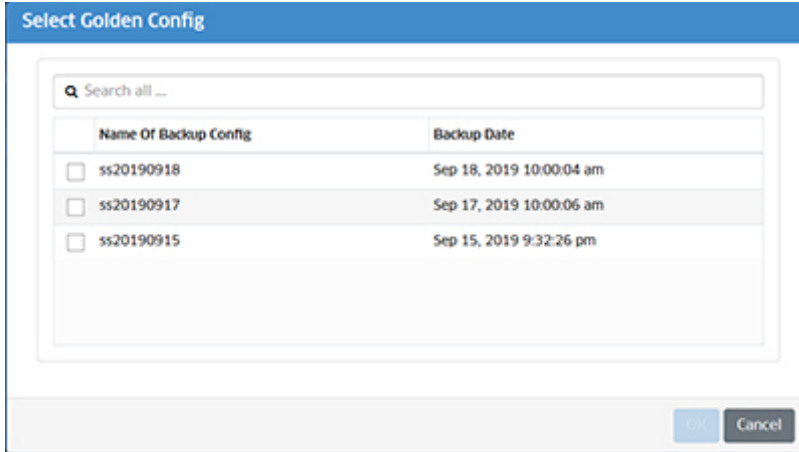 Select Golden Config
Search all ...
Name Of Backup Config Backup Date
ss20190918 Sep 18, 2019 10:00:04 am
ss20190917 Sep 17, 2019 10:00:06 am
ss20190915 Sep 15, 2019 9:32:26 pm
OK Cancel